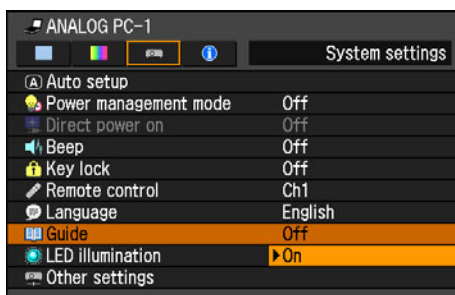 ANALOG PC-1
System settings
Auto setup
Power management mode Off
Direct power on Off
Beep Off
Key lock Off
Remote control Ch1
Language English
Guide Off
LED illumination On
Other settings